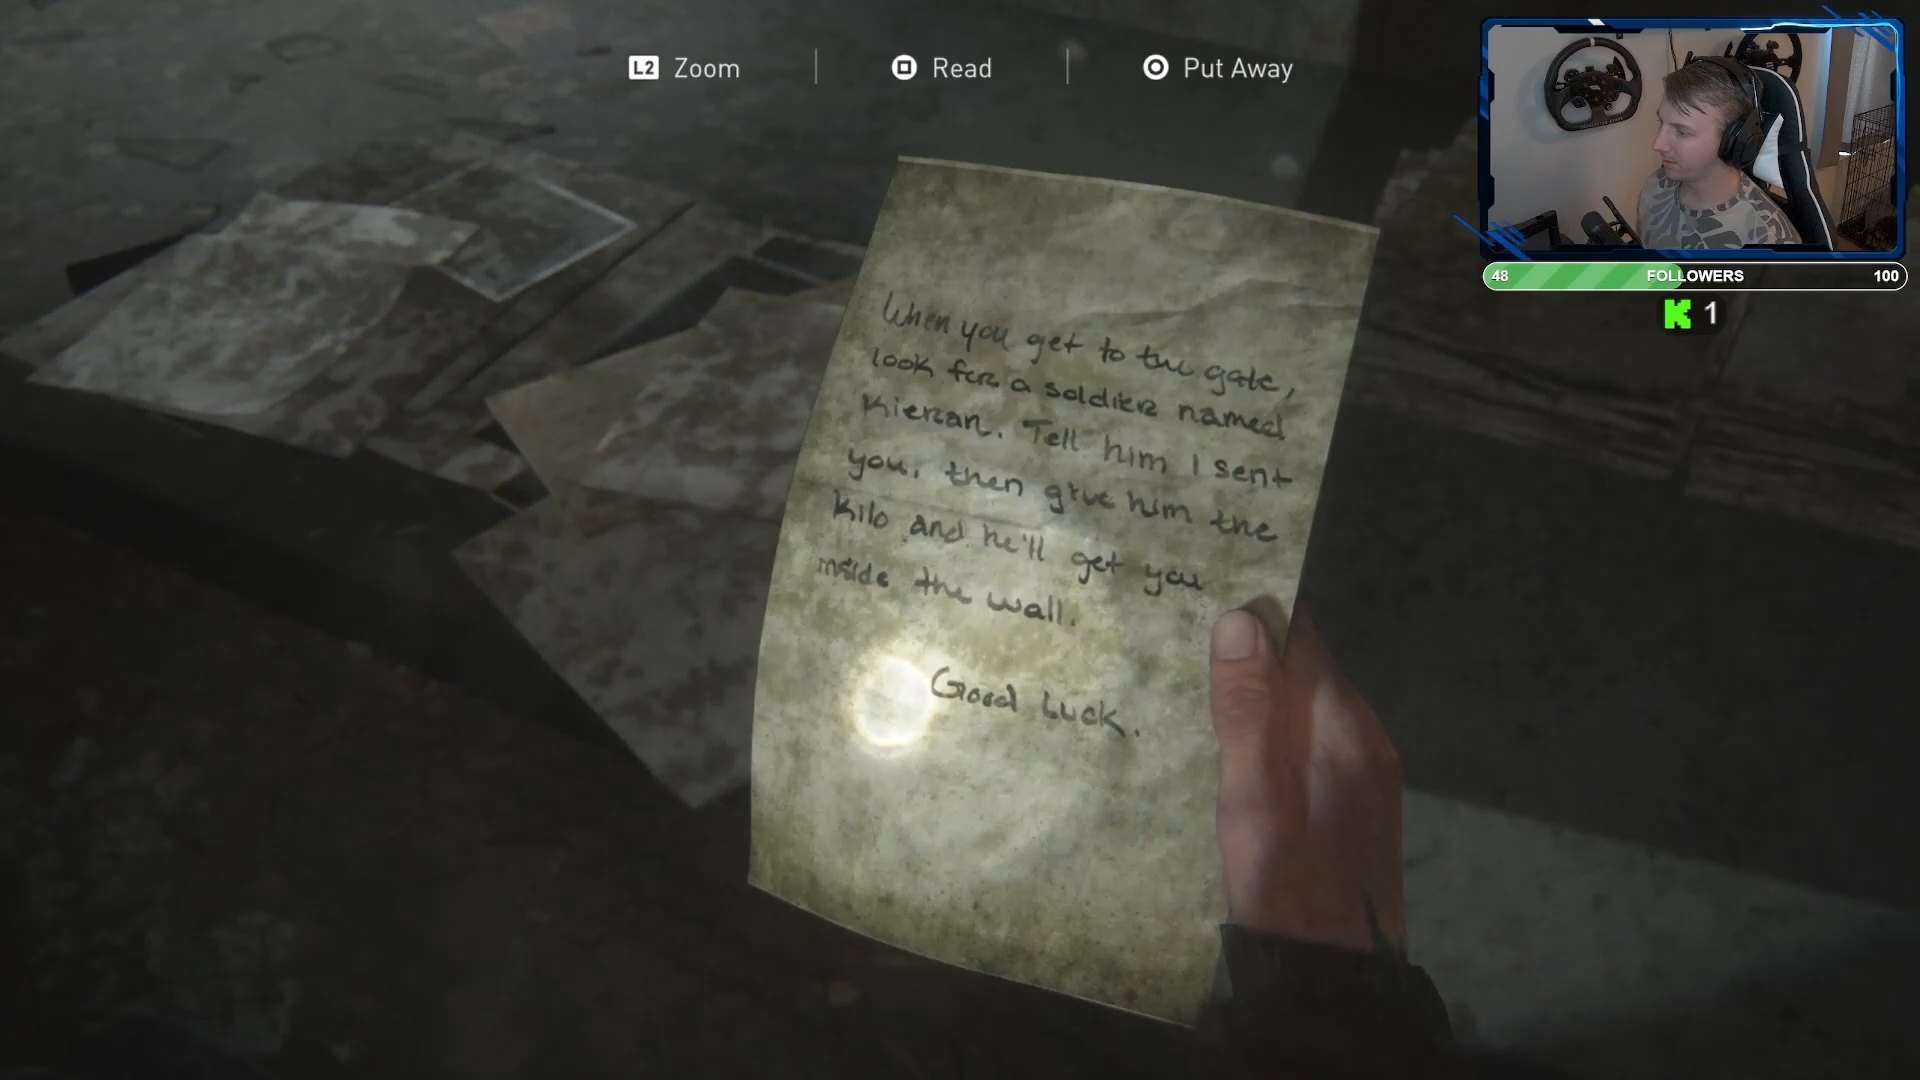 L2 Zoom
Read
Put Away
48 FOLLOWERS 100
K 1
When you get to the gate,
look for a soldier named
Kieran. Tell him I sent
you, then give him the
Kilo and he'll get you
inside the wall.
Good Luck.